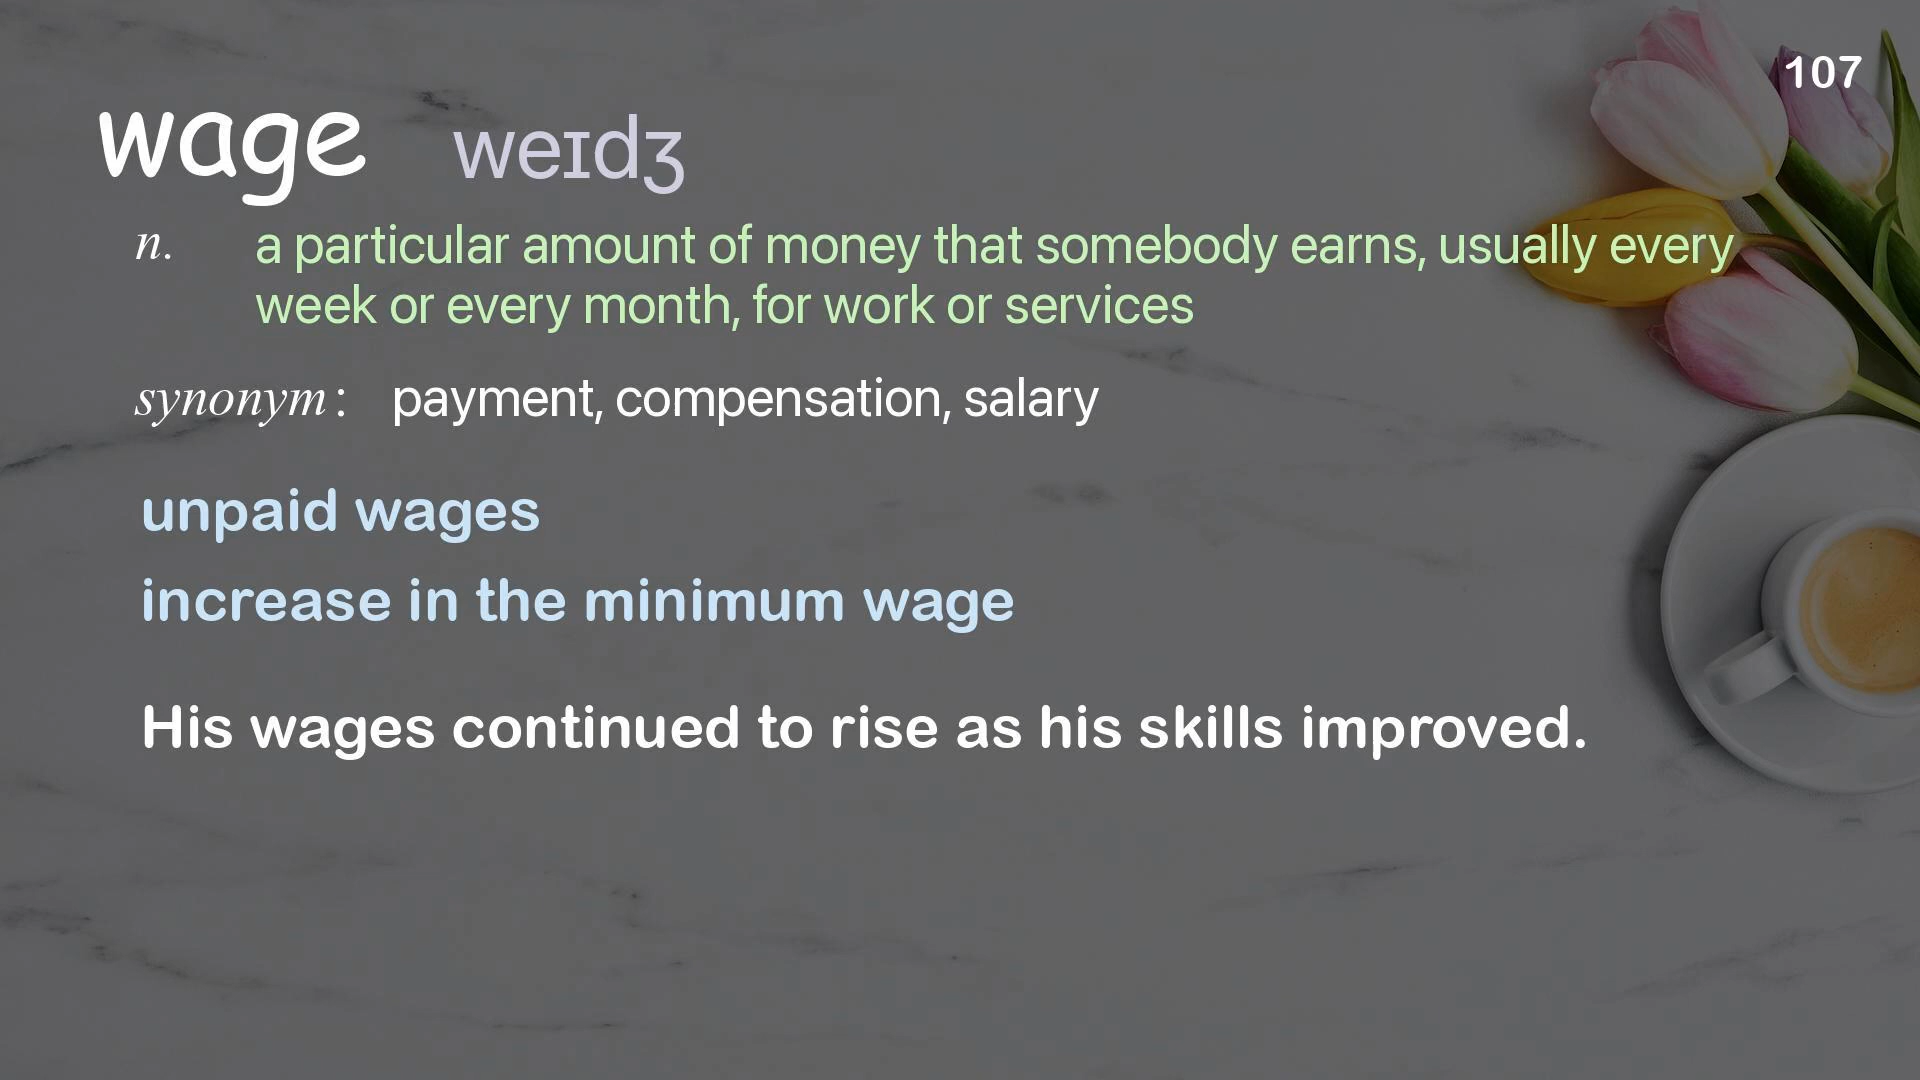 107
wage weɪdʒ
n. a particular amount of money that somebody earns, usually every
week or every month, for work or services
synonym: payment, compensation, salary
unpaid wages
increase in the minimum wage
His wages continued to rise as his skills improved.